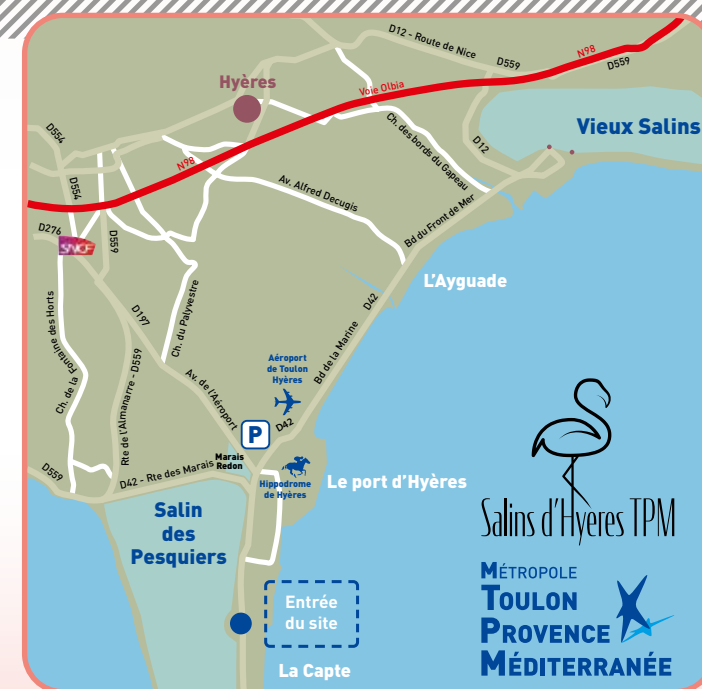 D12 - Route de Nice
D559
N98
D559
Hyères
Voie Olbia
Vieux Salins
D554
Ch. des bords du Gapeau
D12
N98
D554
Av. Alfred Decugis
Bd du Front de Mer
D276
SNCF
D559
L'Ayguade
Ch. de la Fontaine des Horts
D197
Ch. du Palyvestre
D42
Bd de la Marine
Aéroport
de Toulon
Hyères
Rte de l'Almanarre - D559
Av. de l'Aéroport
P
D42
Marais
Redon
D559
D42 - Rte des Marais
Hippodrome
de Hyères
Le port d'Hyères
Salin
des
Pesquiers
Salins d'Hyères TPM
Entrée
du site
La Capte
MÉTROPOLE
TOULON
PROVENCE
MÉDITERRANÉE